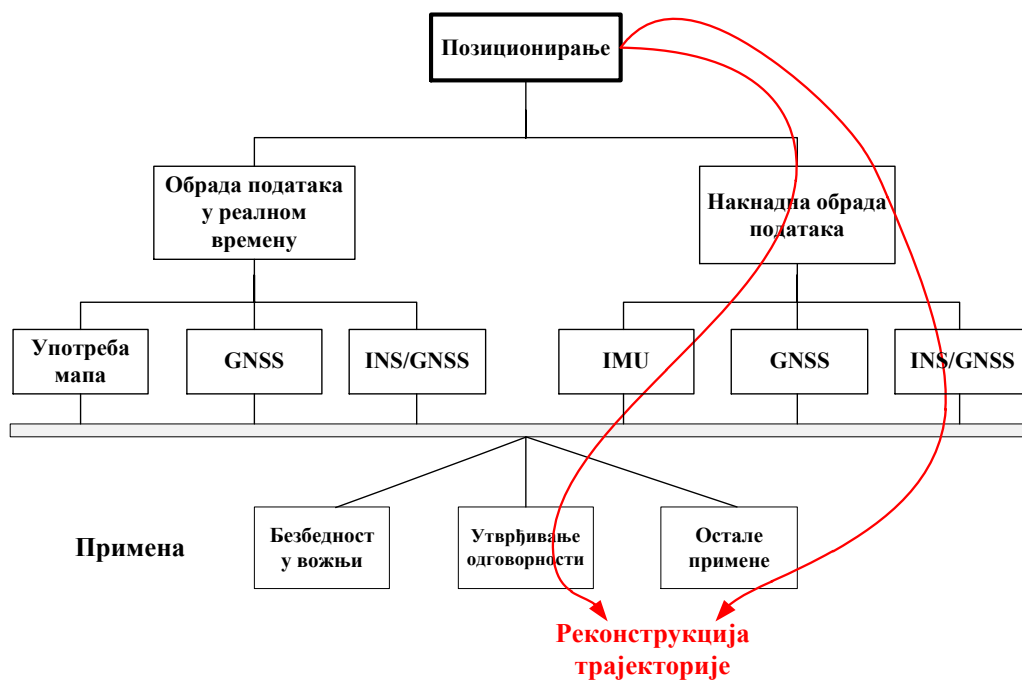 Позиционирање
Обрада података
у реалном
времену
Накнадна обрада
података
Употреба
мапа
GNSS
INS/GNSS
IMU
GNSS
INS/GNSS
Примена
Безбедност
у вожњи
Утврђивање
одговорности
Остале
примене
Реконструкција
трајекторије